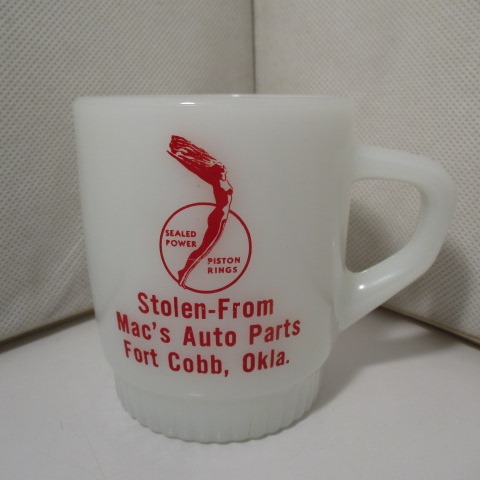 SEALED
POWER
PISTON
RINGS
Stolen-From
Mac's Auto Parts
Fort Cobb, Okla.